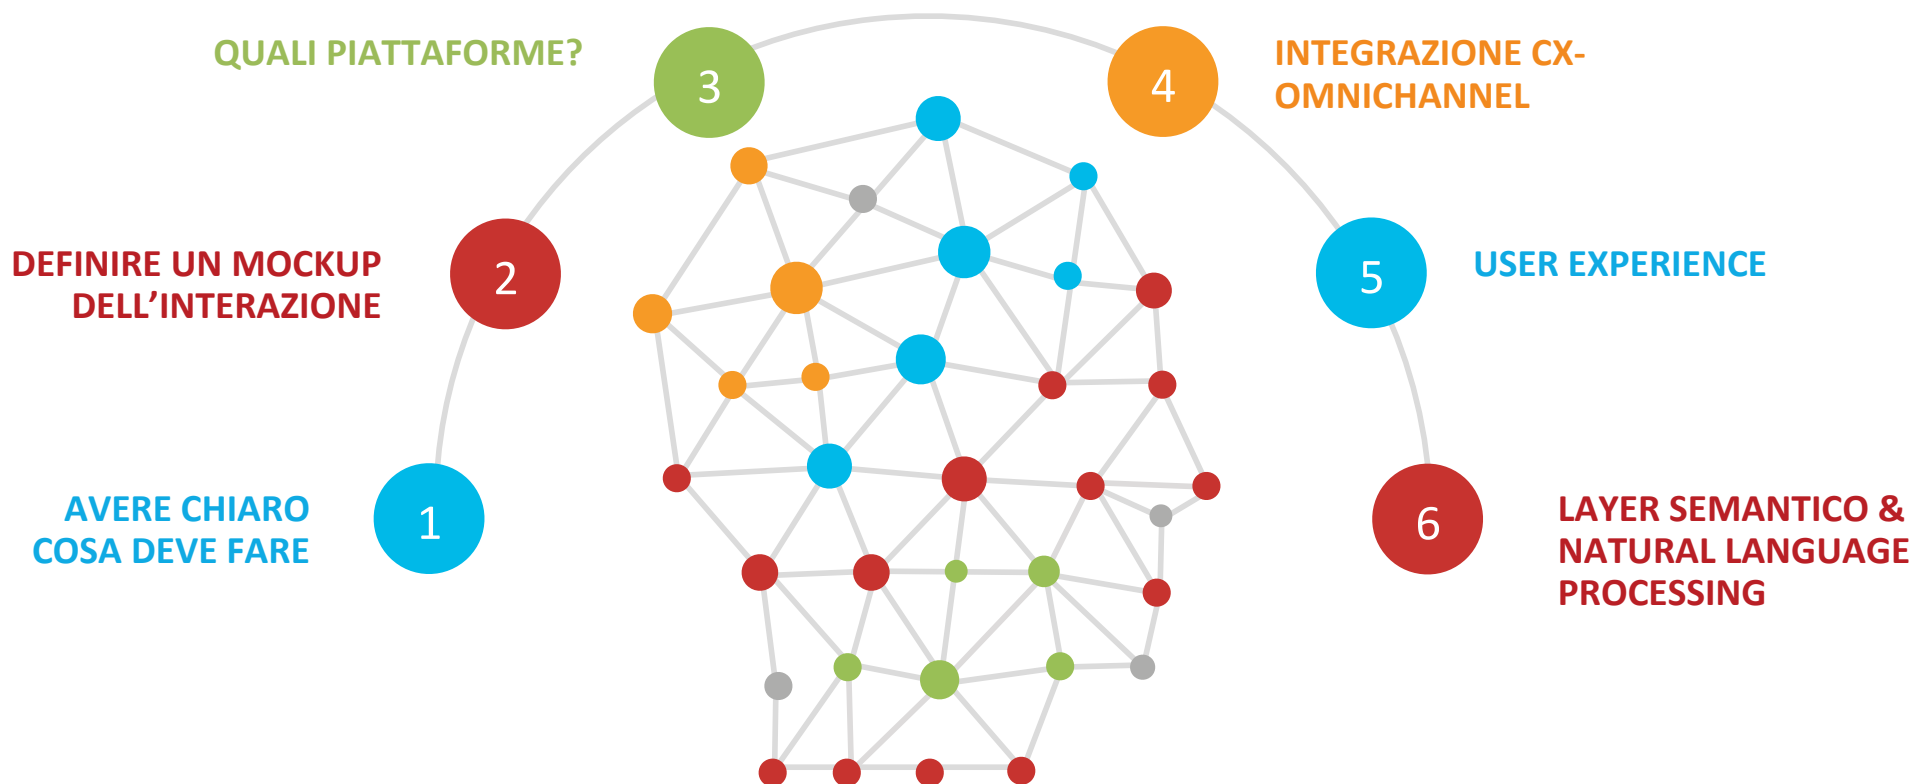 1
AVERE CHIARO
COSA DEVE FARE
2
DEFINIRE UN MOCKUP
DELL’INTERAZIONE
3
QUALI PIATTAFORME?
4
INTEGRAZIONE CX-
OMNICHANNEL
5
USER EXPERIENCE
6
LAYER SEMANTICO &
NATURAL LANGUAGE
PROCESSING